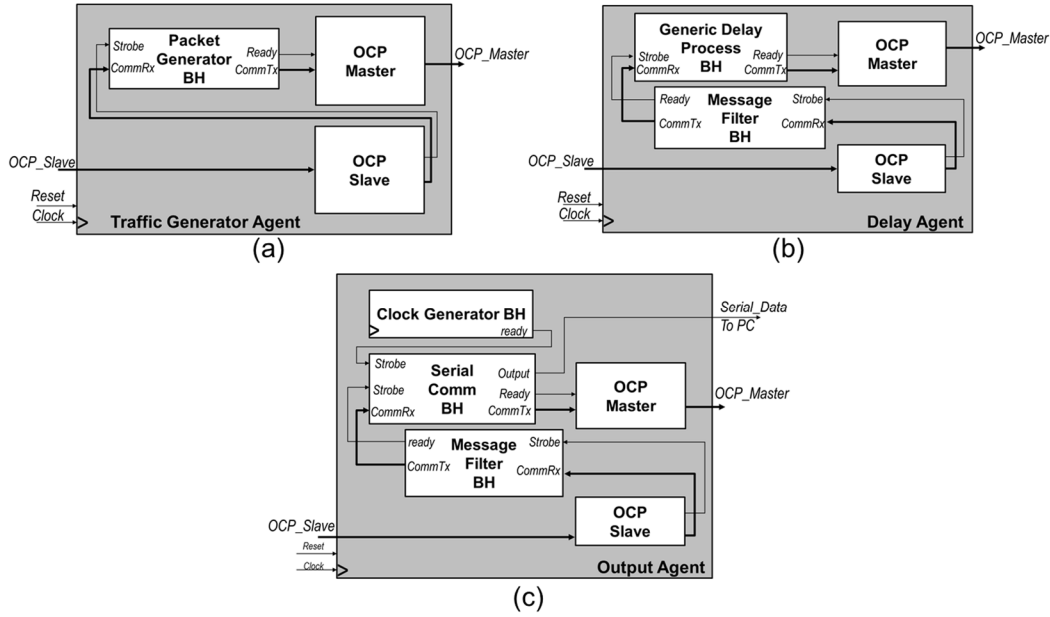 Strobe
CommRx
Packet
Generator
BH
Ready
CommTx
OCP
Master
OCP_Master
OCP_Slave
OCP
Slave
Reset
Clock
Traffic Generator Agent
(a)
Strobe
CommRx
Generic Delay
Process
BH
Ready
CommTx
OCP
Master
OCP_Master
Ready
CommTx
Message
Filter
BH
Strobe
CommRx
OCP_Slave
OCP
Slave
Reset
Clock
Delay Agent
(b)
Clock Generator BH
ready
Serial_Data
To PC
Strobe
Strobe
CommRx
Serial
Comm
BH
Output
Ready
CommTx
OCP
Master
OCP_Master
ready
CommTx
Message
Filter
BH
Strobe
CommRx
OCP_Slave
OCP
Slave
Reset
Clock
Output Agent
(c)